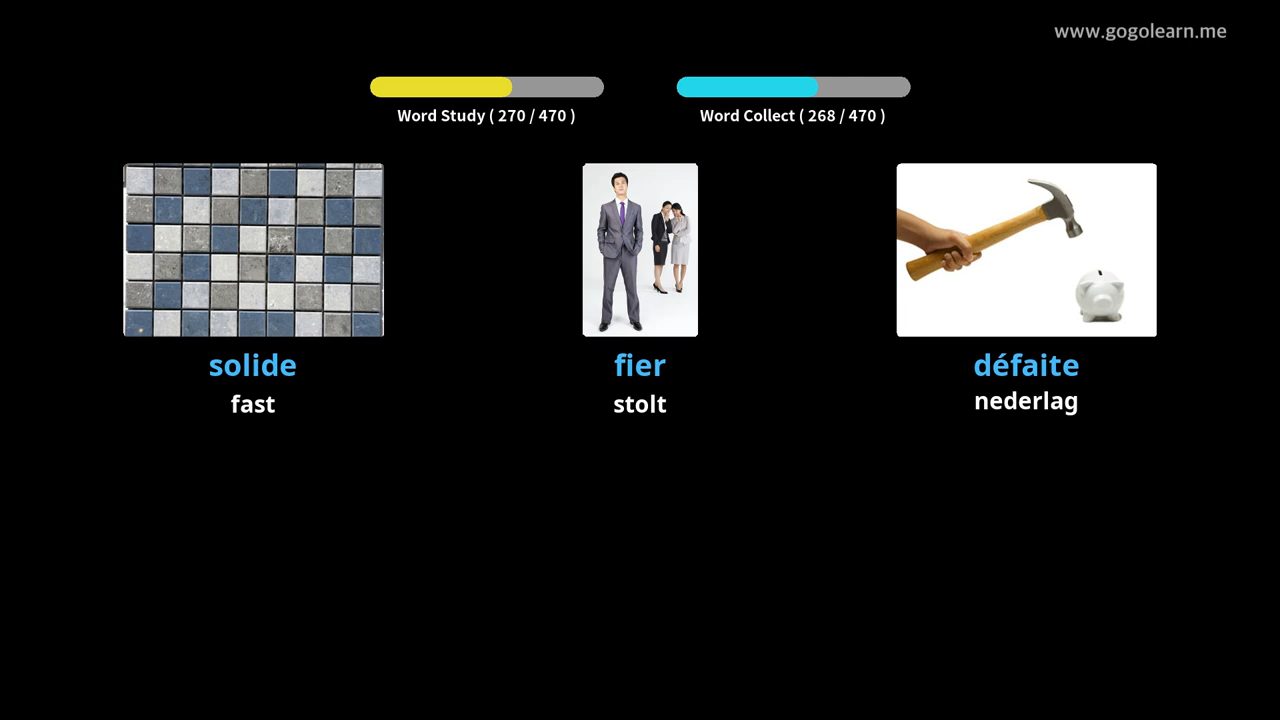 www.gogolearn.me
Word Study ( 270 / 470 )
Word Collect ( 268 / 470 )
solide
fier
défaite
fast
stolt
nederlag